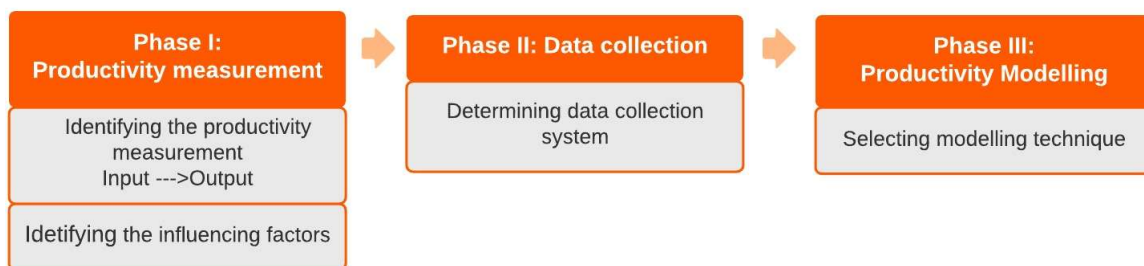 Phase I:
Productivity measurement
Identifying the productivity
measurement
Input --->Output
Idetifying the influencing factors
Phase II: Data collection
Determining data collection
system
Phase III:
Productivity Modelling
Selecting modelling technique